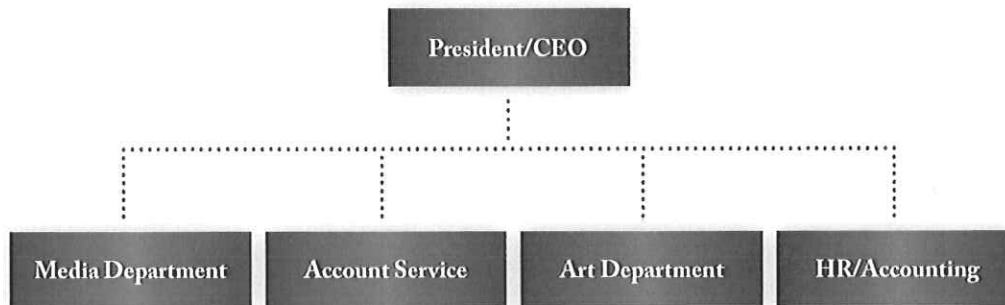 President/CEO
Media Department
Account Service
Art Department
HR/Accounting